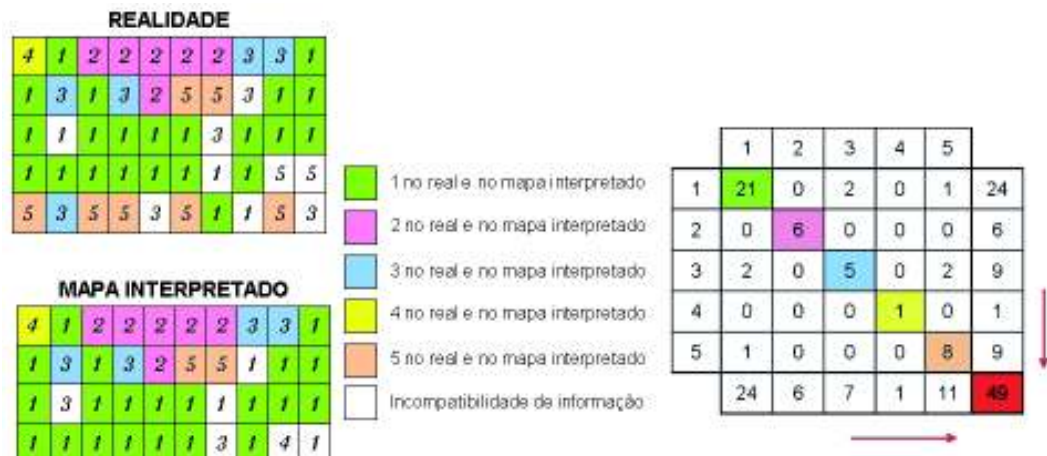 REALIDADE
4 1 2 2 2 2 2 3 3 1
1 3 1 3 2 5 5 3 1 1
1 1 1 1 1 1 3 1 1 1
1 1 1 1 1 1 1 1 5 5
5 3 5 5 3 5 1 1 5 3
MAPA INTERPRETADO
4 1 2 2 2 2 2 3 3 1
1 3 1 3 2 5 5 1 1 1
1 3 1 1 1 1 1 1 1 1
1 1 1 1 1 1 3 1 4 1
1 no real e no mapa interpretado
2 no real e no mapa interpretado
3 no real e no mapa interpretado
4 no real e no mapa interpretado
5 no real e no mapa interpretado
Incompatibilidade de informação
1 2 3 4 5
1 21 0 2 0 1 24
2 0 6 0 0 0 6
3 2 0 5 0 2 9
4 0 0 0 1 0 1
5 1 0 0 0 8 9
24 6 7 1 11 49